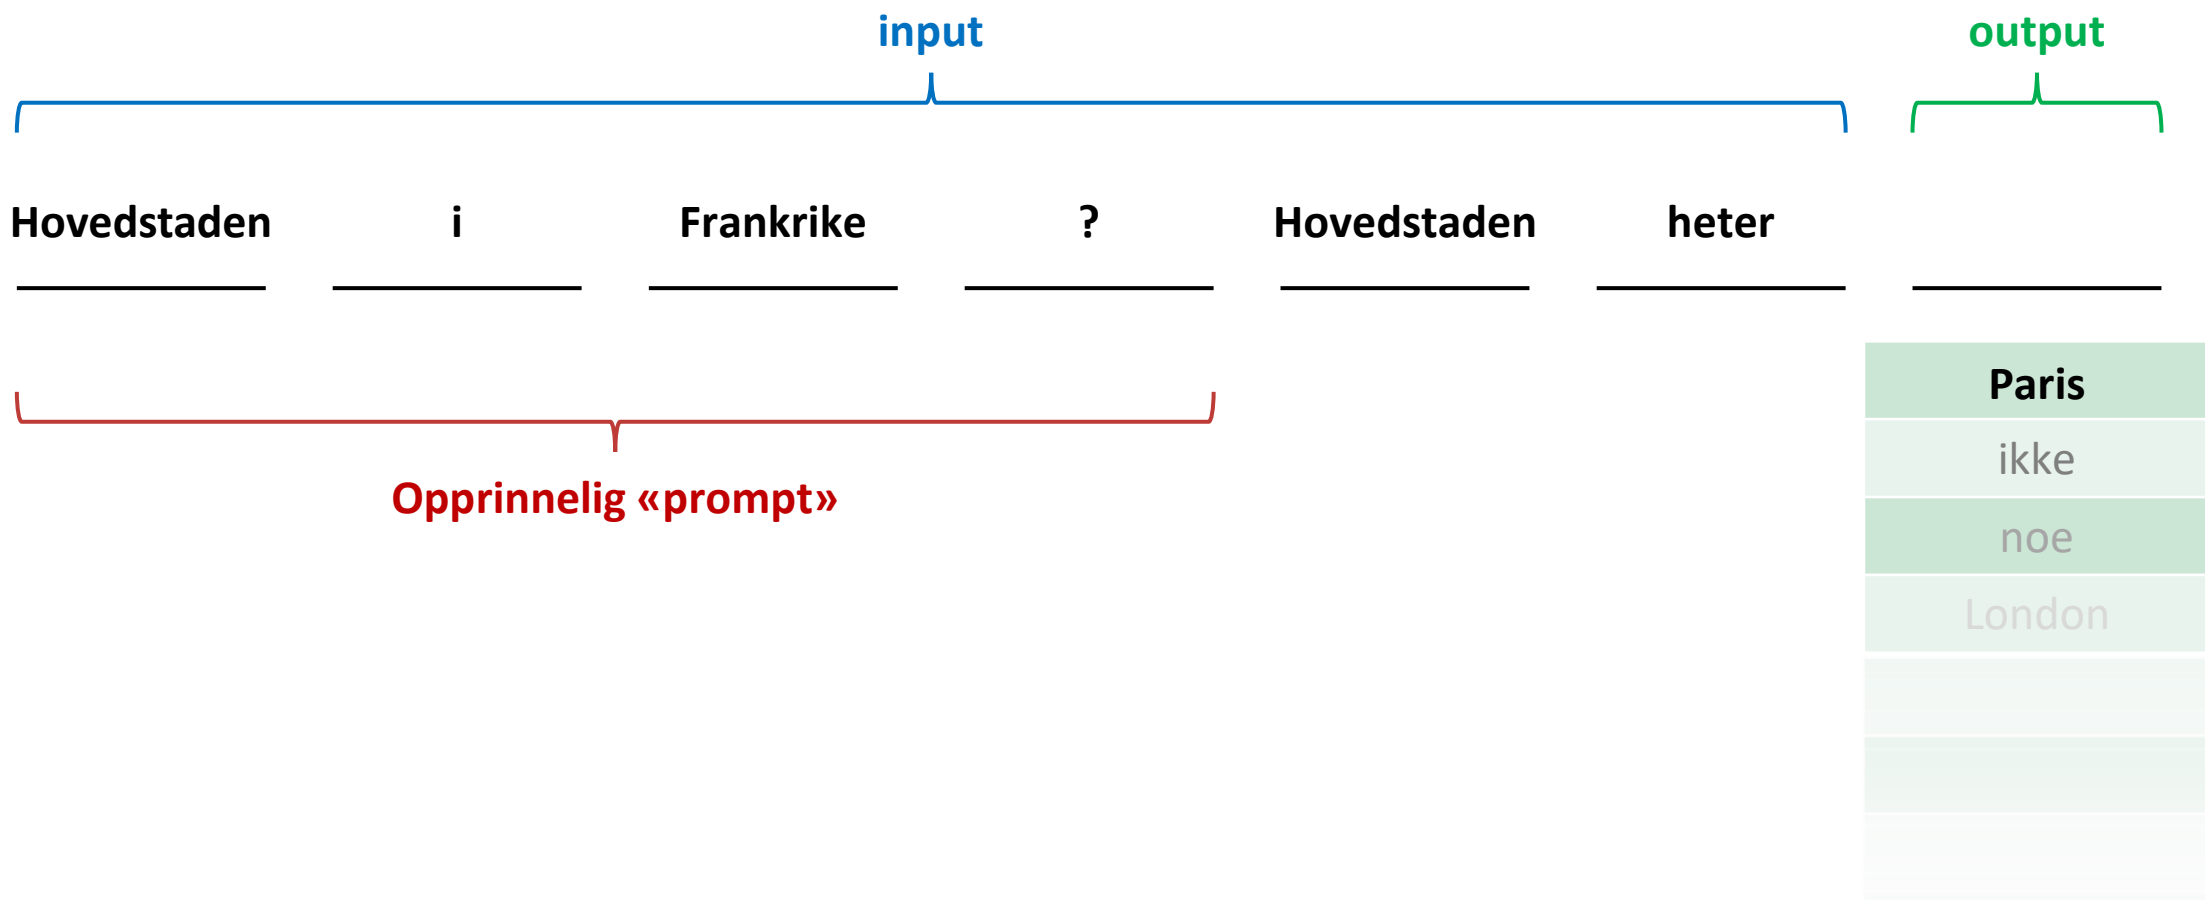 input output
Hovedstaden i Frankrike ? Hovedstaden heter
Paris
ikke
Opprinnelig «prompt»
noe
London